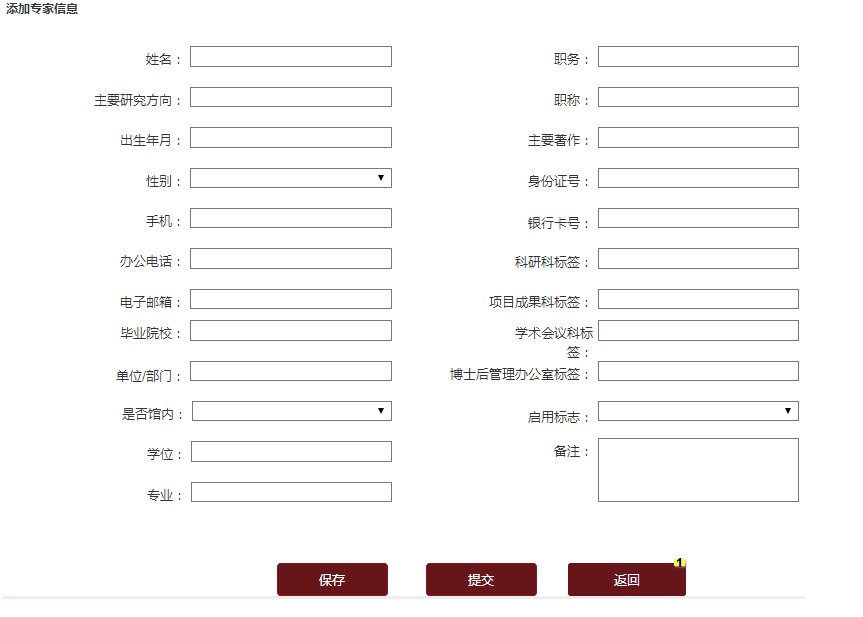 添加专家信息
姓名：
职务：
主要研究方向：
职称：
出生年月：
主要著作：
性别：
身份证号：
手机：
银行卡号：
办公电话：
科研科标签：
电子邮箱：
项目成果科标签：
毕业院校：
学术会议科标
签：
单位/部门：
博士后管理办公室标签：
是否馆内：
启用标志：
学位：
备注：
专业：
保存
提交
返回
1